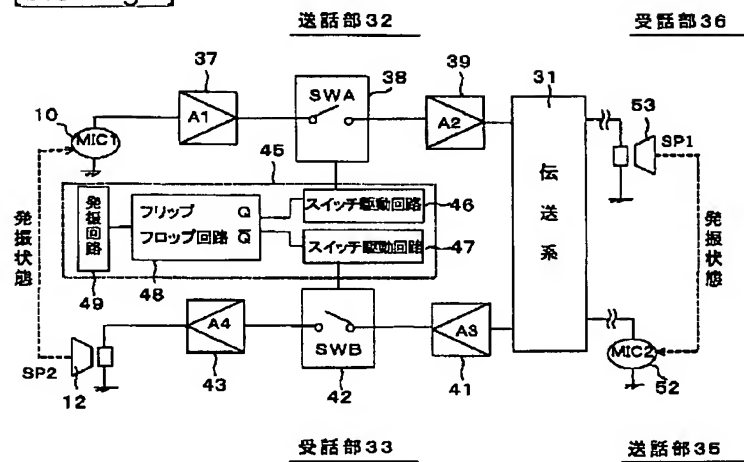 送話部32
受話部36
37
A1
SWA
38
39
A2
31
伝送系
10
MIC1
53
SP1
45
発振状態
発振回路
49
フリップ Q
フロップ回路 Q̅
48
スイッチ駆動回路
46
スイッチ駆動回路
47
発振状態
SP2
12
A4
43
SWB
42
A3
41
MIC2
52
受話部33
送話部35